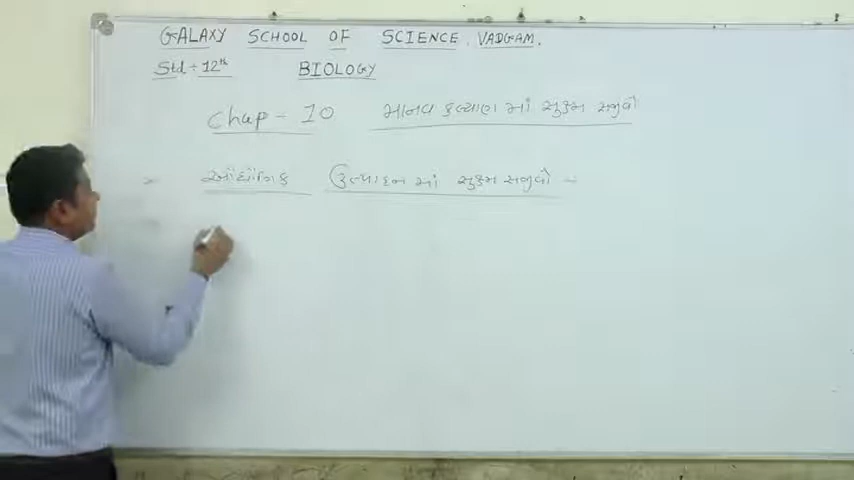 GALAXY SCHOOL OF SCIENCE. VADGAM.
Std :- 12th BIOLOGY
Chap - 10 માનવ કલ્યાણ માં સુક્ષ્મ સજીવો
- ઔદ્યોગિક ઉત્પાદન માં સુક્ષ્મ સજીવો -